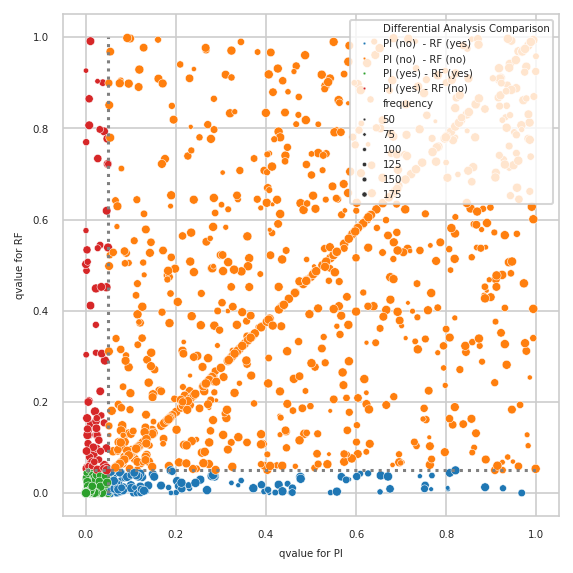 Differential Analysis Comparison
PI (no)  - RF (yes)
PI (no)  - RF (no)
PI (yes) - RF (yes)
PI (yes) - RF (no)
frequency
50
75
100
125
150
175
1.0
0.8
0.6
0.4
0.2
0.0
qvalue for RF
0.0 0.2 0.4 0.6 0.8 1.0
qvalue for PI